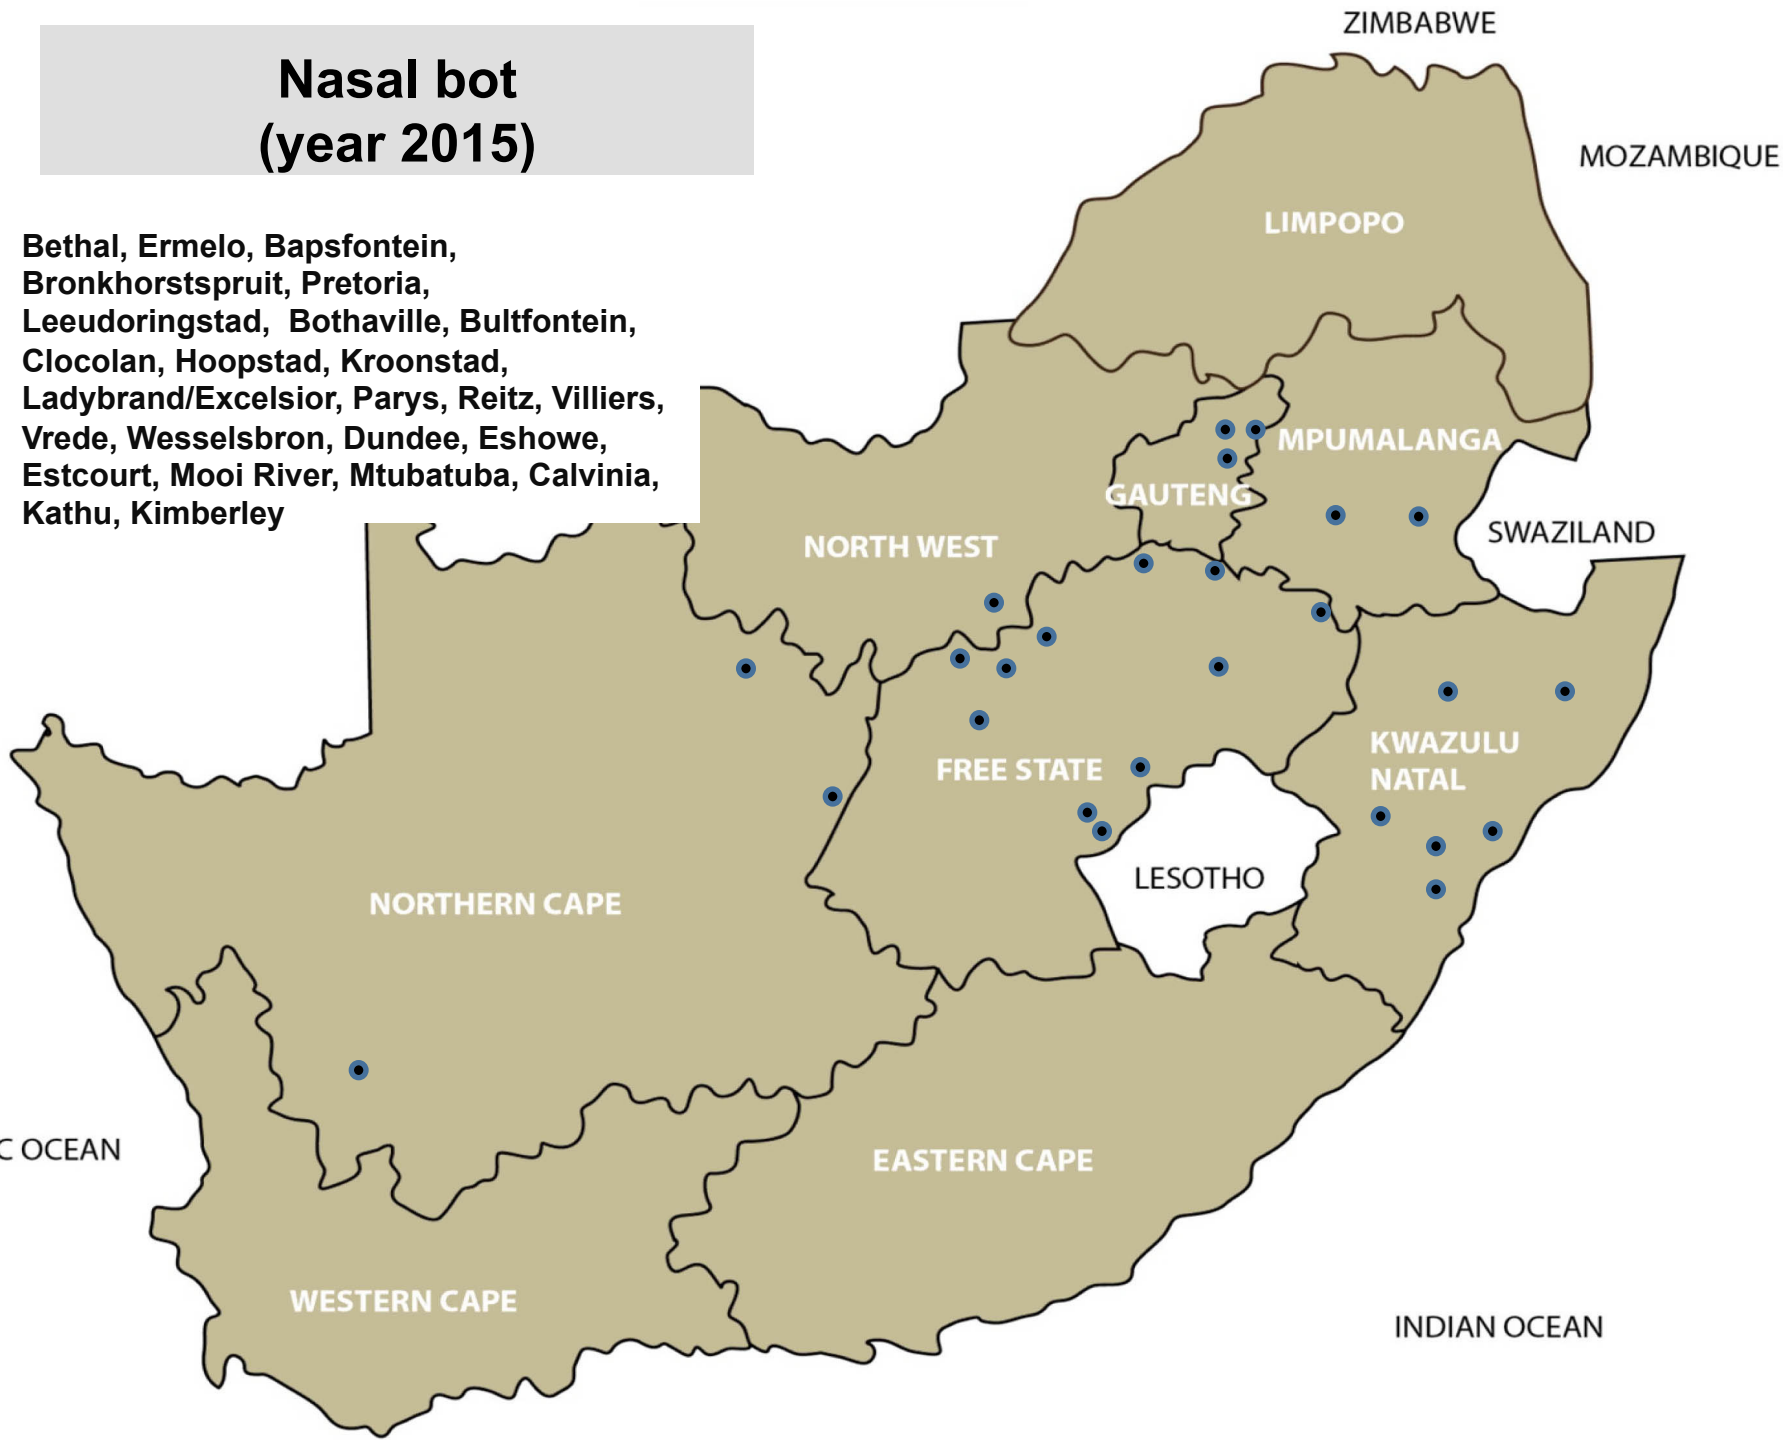 Nasal bot
(year 2015)
Bethal, Ermelo, Bapsfontein,
Bronkhorstspruit, Pretoria,
Leeudoringstad, Bothaville, Bultfontein,
Clocolan, Hoopstad, Kroonstad,
Ladybrand/Excelsior, Parys, Reitz, Villiers,
Vrede, Wesselsbron, Dundee, Eshowe,
Estcourt, Mooi River, Mtubatuba, Calvinia,
Kathu, Kimberley
ZIMBABWE
MOZAMBIQUE
LIMPOPO
MPUMALANGA
GAUTENG
SWAZILAND
NORTH WEST
KWAZULU
NATAL
FREE STATE
LESOTHO
NORTHERN CAPE
C OCEAN
EASTERN CAPE
WESTERN CAPE
INDIAN OCEAN